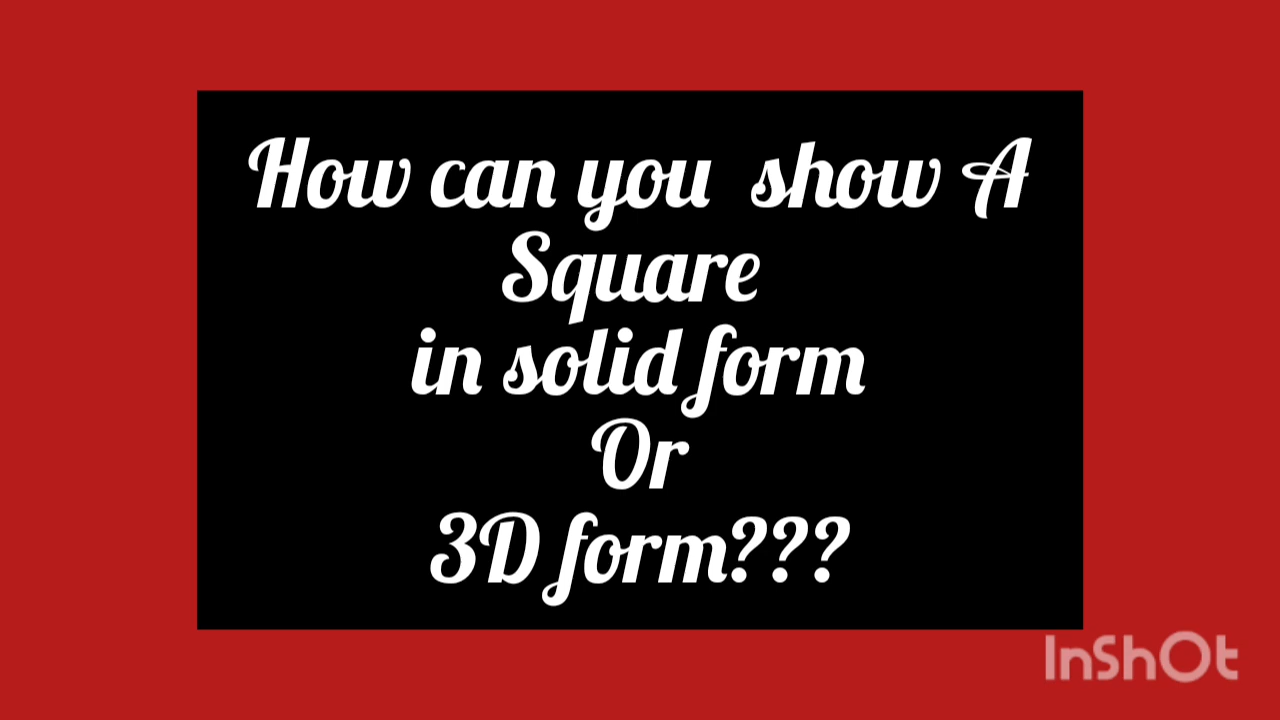 How can you show A
Square
in solid form
Or
3D form???
InShOt